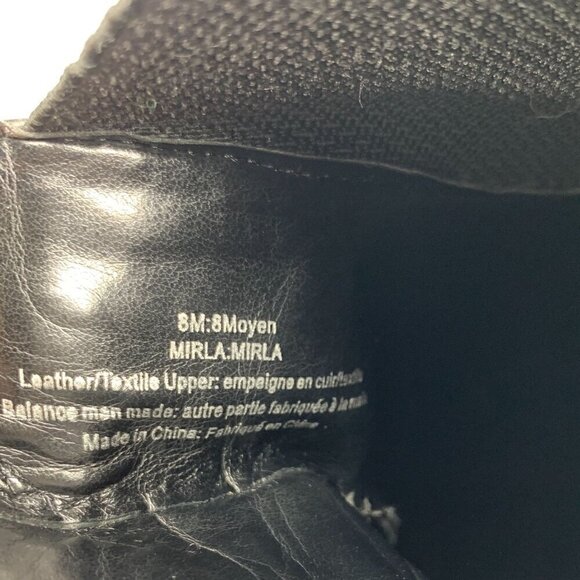 8M:8Moyen
MIRLA:MIRLA
Leather/Textile Upper: empaigne en cuir/textile
Balance man made: autre partie fabriquée à la main
Made in China: Fabriqué en Chine